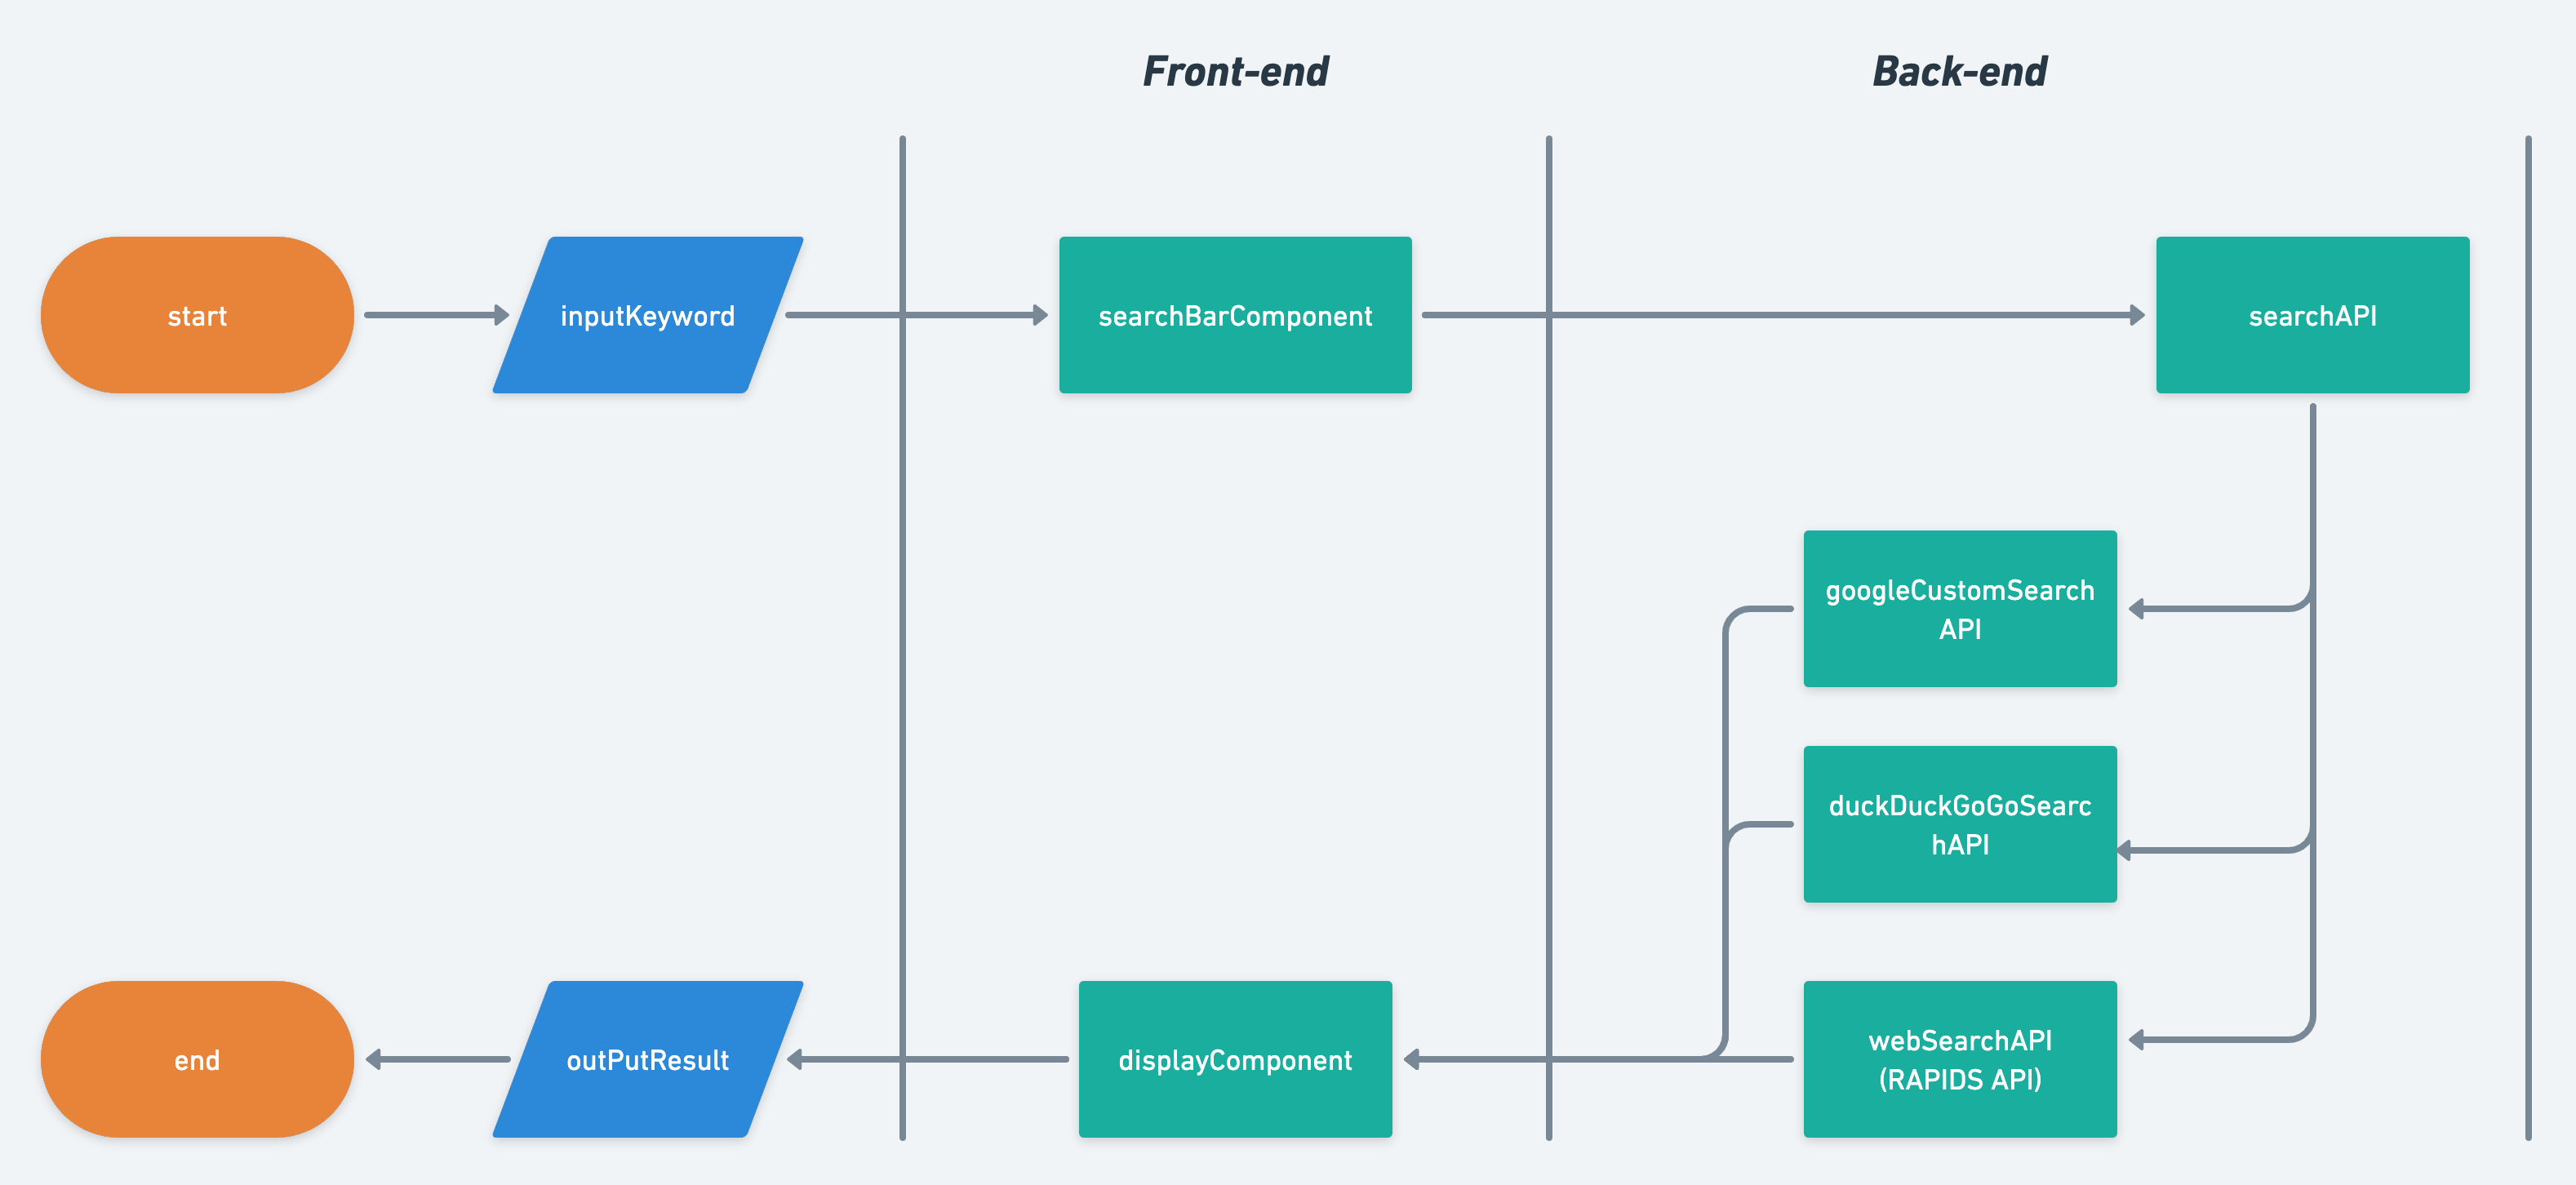 Front-end
Back-end
start
inputKeyword
searchBarComponent
searchAPI
googleCustomSearch
API
duckDuckGoGoSearc
hAPI
end
outPutResult
displayComponent
webSearchAPI
(RAPIDS API)